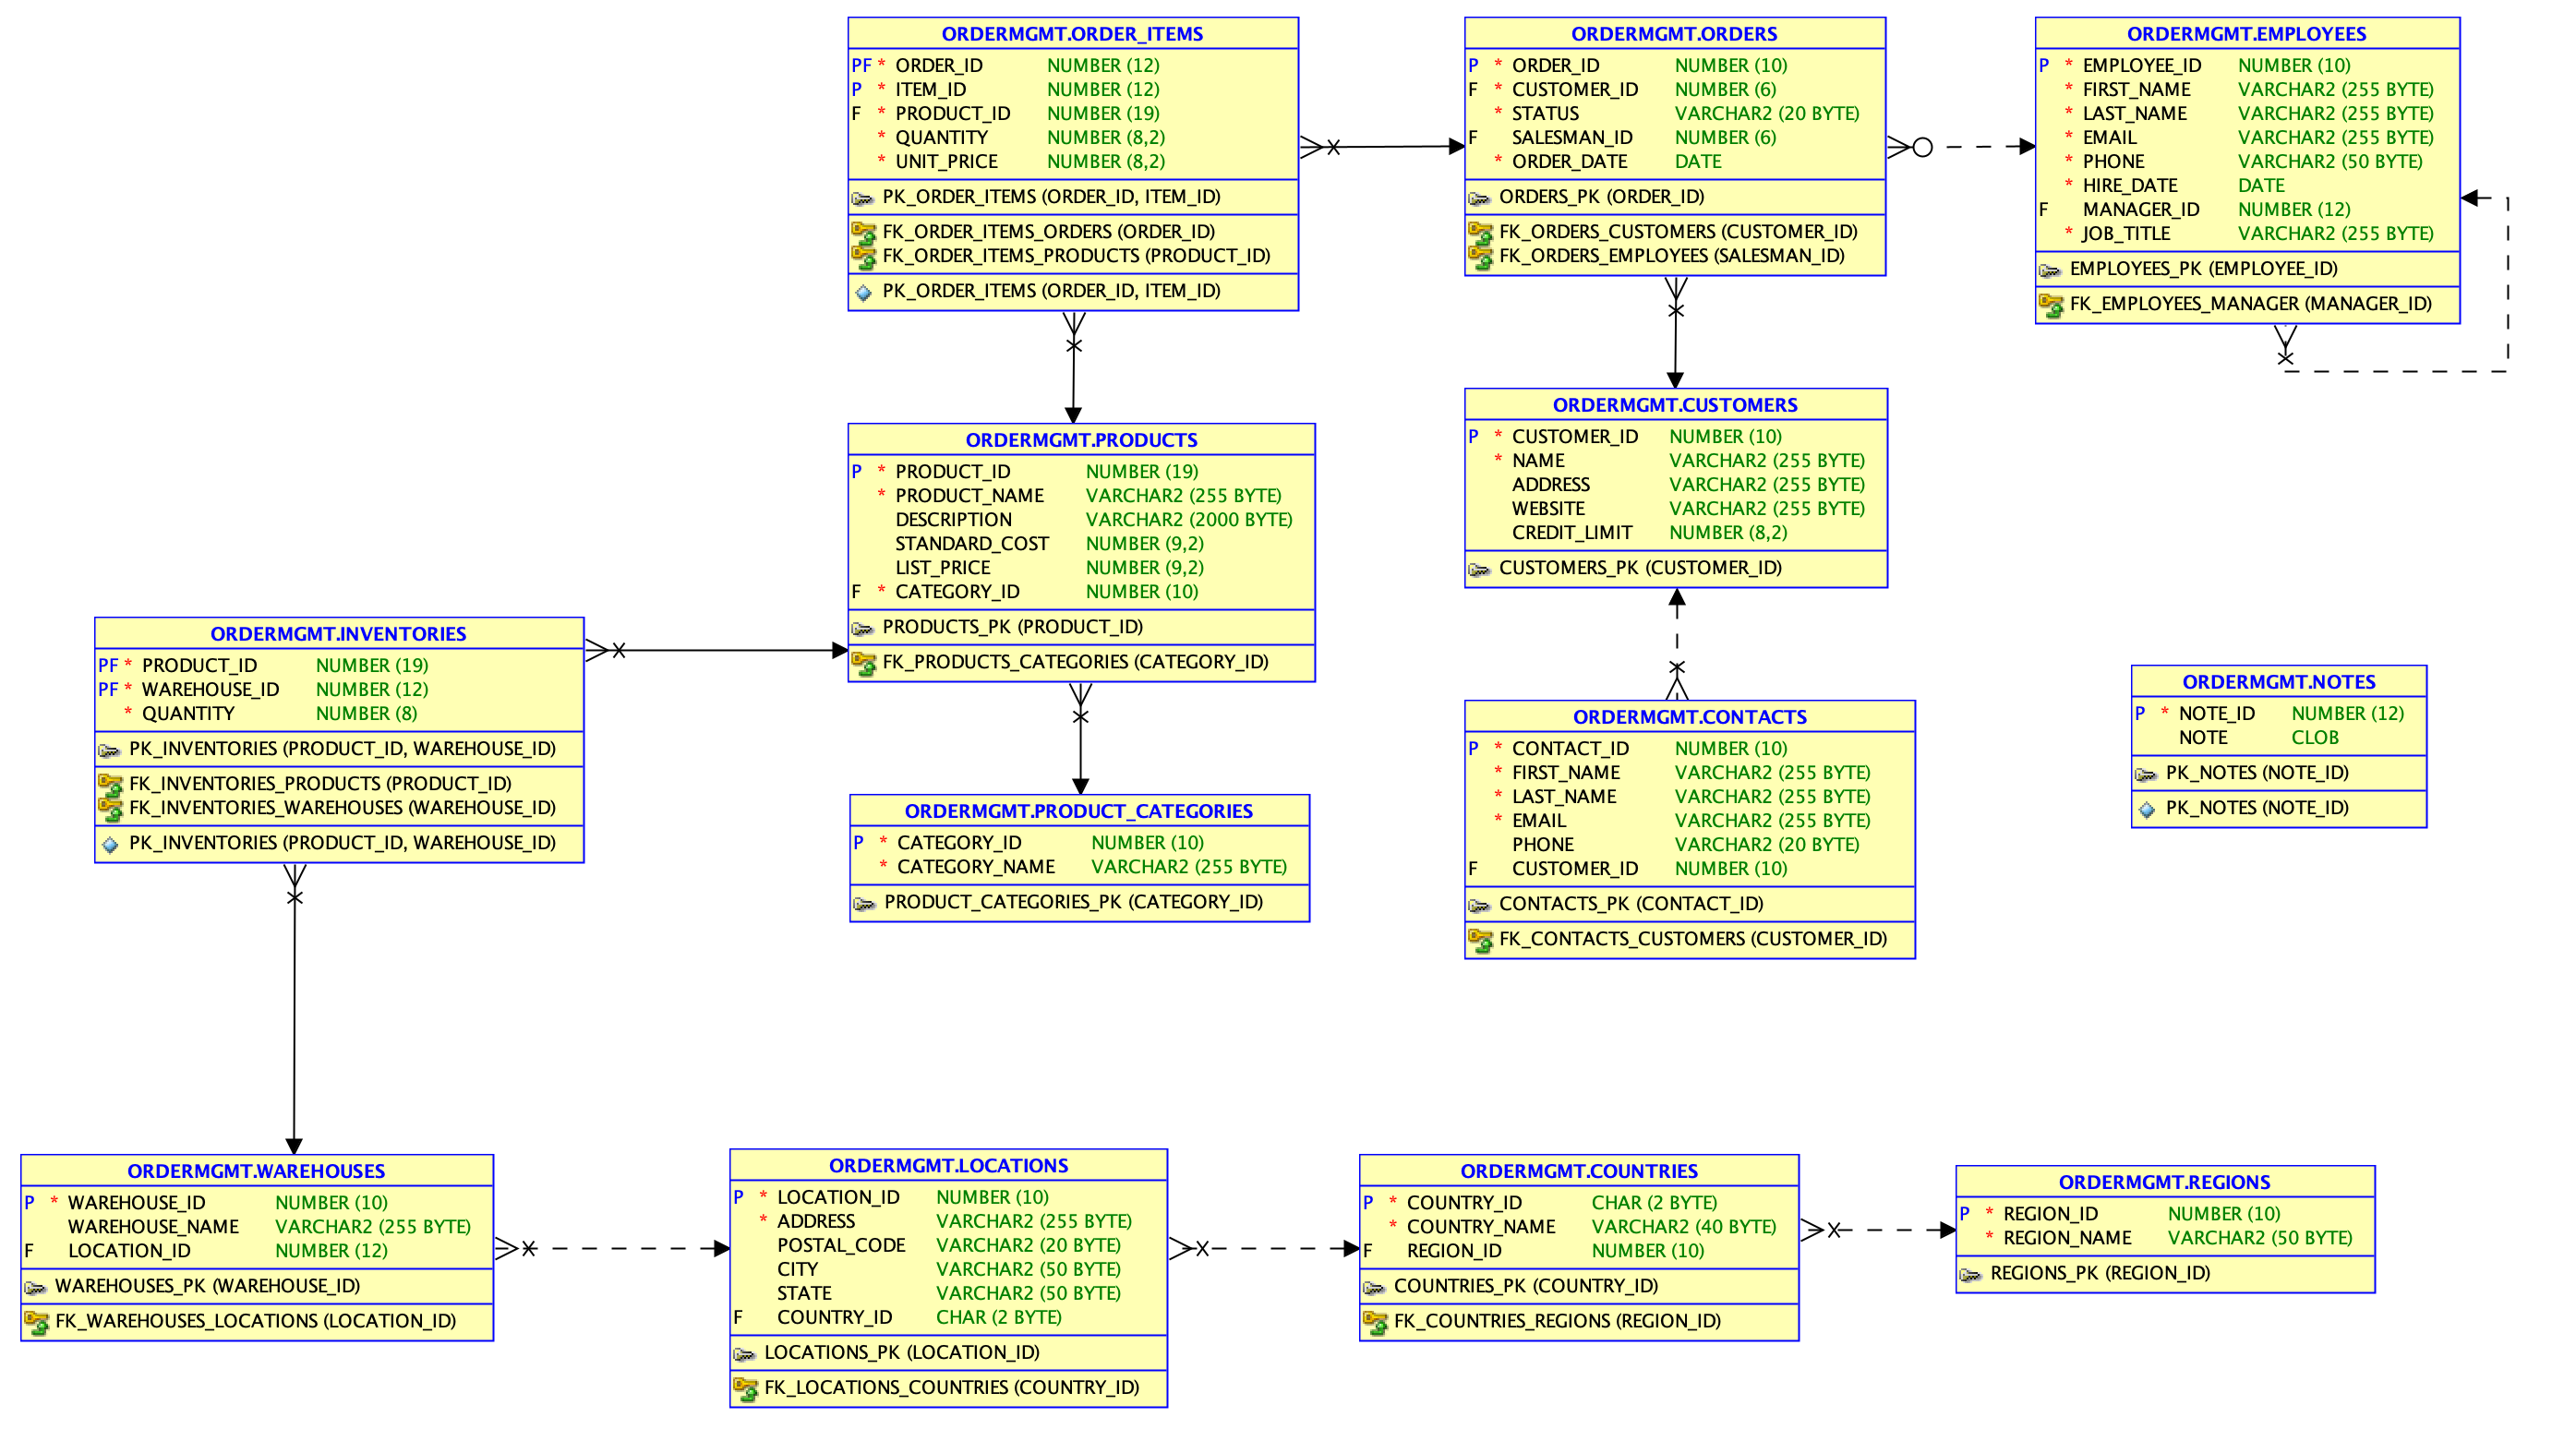 ORDERMGMT.ORDER_ITEMS
PF * ORDER_ID NUMBER (12)
P * ITEM_ID NUMBER (12)
F * PRODUCT_ID NUMBER (19)
* QUANTITY NUMBER (8,2)
* UNIT_PRICE NUMBER (8,2)
PK_ORDER_ITEMS (ORDER_ID, ITEM_ID)
FK_ORDER_ITEMS_ORDERS (ORDER_ID)
FK_ORDER_ITEMS_PRODUCTS (PRODUCT_ID)
PK_ORDER_ITEMS (ORDER_ID, ITEM_ID)
ORDERMGMT.ORDERS
P * ORDER_ID NUMBER (10)
F * CUSTOMER_ID NUMBER (6)
* STATUS VARCHAR2 (20 BYTE)
F SALESMAN_ID NUMBER (6)
* ORDER_DATE DATE
ORDERS_PK (ORDER_ID)
FK_ORDERS_CUSTOMERS (CUSTOMER_ID)
FK_ORDERS_EMPLOYEES (SALESMAN_ID)
ORDERMGMT.EMPLOYEES
P * EMPLOYEE_ID NUMBER (10)
* FIRST_NAME VARCHAR2 (255 BYTE)
* LAST_NAME VARCHAR2 (255 BYTE)
* EMAIL VARCHAR2 (255 BYTE)
* PHONE VARCHAR2 (50 BYTE)
* HIRE_DATE DATE
F MANAGER_ID NUMBER (12)
* JOB_TITLE VARCHAR2 (255 BYTE)
EMPLOYEES_PK (EMPLOYEE_ID)
FK_EMPLOYEES_MANAGER (MANAGER_ID)
ORDERMGMT.PRODUCTS
P * PRODUCT_ID NUMBER (19)
* PRODUCT_NAME VARCHAR2 (255 BYTE)
DESCRIPTION VARCHAR2 (2000 BYTE)
STANDARD_COST NUMBER (9,2)
LIST_PRICE NUMBER (9,2)
F * CATEGORY_ID NUMBER (10)
PRODUCTS_PK (PRODUCT_ID)
FK_PRODUCTS_CATEGORIES (CATEGORY_ID)
ORDERMGMT.CUSTOMERS
P * CUSTOMER_ID NUMBER (10)
* NAME VARCHAR2 (255 BYTE)
ADDRESS VARCHAR2 (255 BYTE)
WEBSITE VARCHAR2 (255 BYTE)
CREDIT_LIMIT NUMBER (8,2)
CUSTOMERS_PK (CUSTOMER_ID)
ORDERMGMT.INVENTORIES
PF * PRODUCT_ID NUMBER (19)
PF * WAREHOUSE_ID NUMBER (12)
* QUANTITY NUMBER (8)
PK_INVENTORIES (PRODUCT_ID, WAREHOUSE_ID)
FK_INVENTORIES_PRODUCTS (PRODUCT_ID)
FK_INVENTORIES_WAREHOUSES (WAREHOUSE_ID)
PK_INVENTORIES (PRODUCT_ID, WAREHOUSE_ID)
ORDERMGMT.PRODUCT_CATEGORIES
P * CATEGORY_ID NUMBER (10)
* CATEGORY_NAME VARCHAR2 (255 BYTE)
PRODUCT_CATEGORIES_PK (CATEGORY_ID)
ORDERMGMT.CONTACTS
P * CONTACT_ID NUMBER (10)
* FIRST_NAME VARCHAR2 (255 BYTE)
* LAST_NAME VARCHAR2 (255 BYTE)
* EMAIL VARCHAR2 (255 BYTE)
PHONE VARCHAR2 (20 BYTE)
F CUSTOMER_ID NUMBER (10)
CONTACTS_PK (CONTACT_ID)
FK_CONTACTS_CUSTOMERS (CUSTOMER_ID)
ORDERMGMT.NOTES
P * NOTE_ID NUMBER (12)
NOTE CLOB
PK_NOTES (NOTE_ID)
PK_NOTES (NOTE_ID)
ORDERMGMT.WAREHOUSES
P * WAREHOUSE_ID NUMBER (10)
WAREHOUSE_NAME VARCHAR2 (255 BYTE)
F LOCATION_ID NUMBER (12)
WAREHOUSES_PK (WAREHOUSE_ID)
FK_WAREHOUSES_LOCATIONS (LOCATION_ID)
ORDERMGMT.LOCATIONS
P * LOCATION_ID NUMBER (10)
* ADDRESS VARCHAR2 (255 BYTE)
POSTAL_CODE VARCHAR2 (20 BYTE)
CITY VARCHAR2 (50 BYTE)
STATE VARCHAR2 (50 BYTE)
F COUNTRY_ID CHAR (2 BYTE)
LOCATIONS_PK (LOCATION_ID)
FK_LOCATIONS_COUNTRIES (COUNTRY_ID)
ORDERMGMT.COUNTRIES
P * COUNTRY_ID CHAR (2 BYTE)
* COUNTRY_NAME VARCHAR2 (40 BYTE)
F REGION_ID NUMBER (10)
COUNTRIES_PK (COUNTRY_ID)
FK_COUNTRIES_REGIONS (REGION_ID)
ORDERMGMT.REGIONS
P * REGION_ID NUMBER (10)
* REGION_NAME VARCHAR2 (50 BYTE)
REGIONS_PK (REGION_ID)